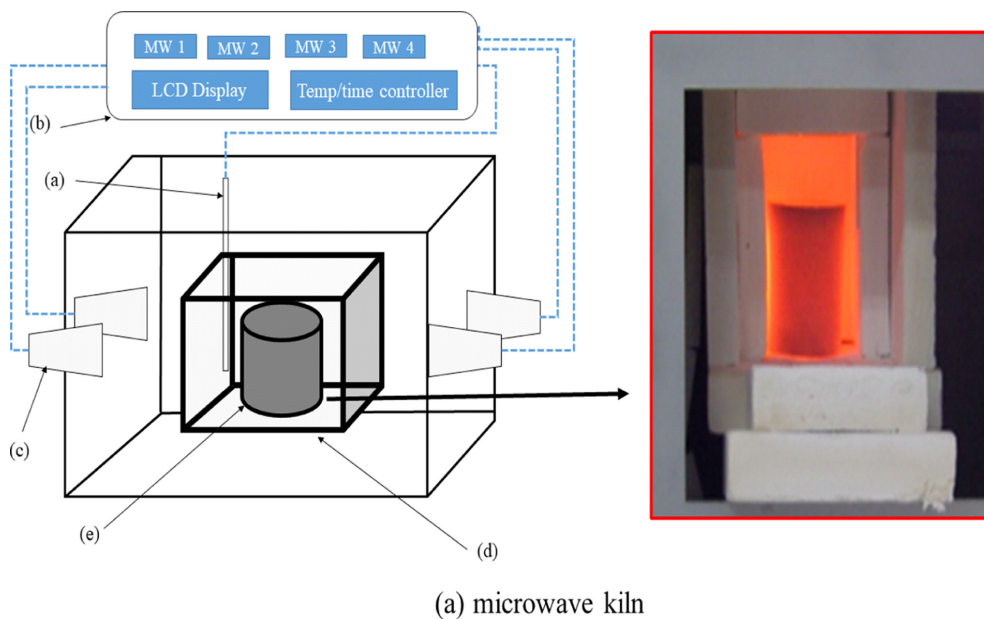 MW 1 MW 2 MW 3 MW 4
LCD Display Temp/time controller
(b)
(a)
(c)
(e)
(d)
(a) microwave kiln